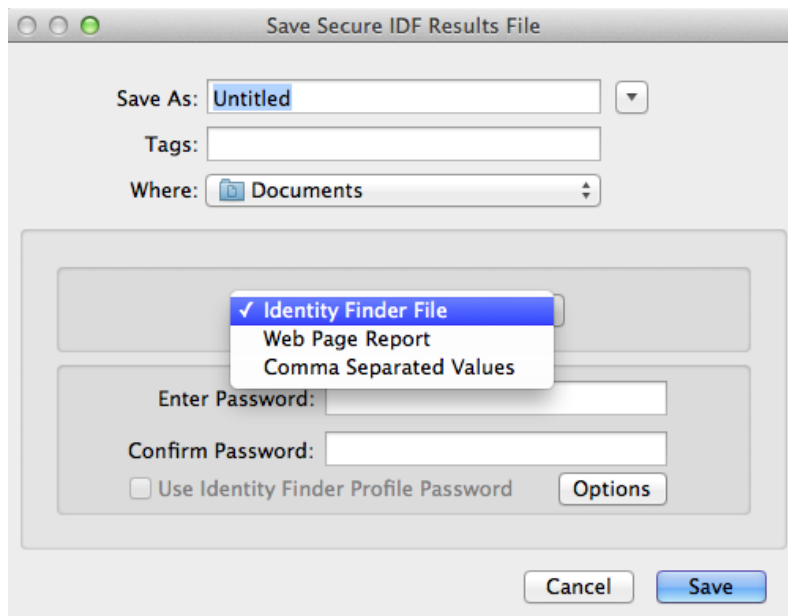 Save Secure IDF Results File
Save As: Untitled
Tags:
Where: Documents
✓ Identity Finder File
Web Page Report
Comma Separated Values
Enter Password:
Confirm Password:
Use Identity Finder Profile Password Options
Cancel Save